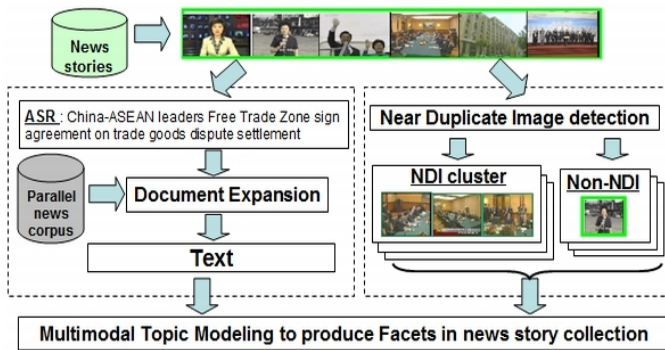 News
stories
ASR : China-ASEAN leaders Free Trade Zone sign
agreement on trade goods dispute settlement
Parallel
news
corpus
Document Expansion
Text
Near Duplicate Image detection
NDI cluster
Non-NDI
Multimodal Topic Modeling to produce Facets in news story collection